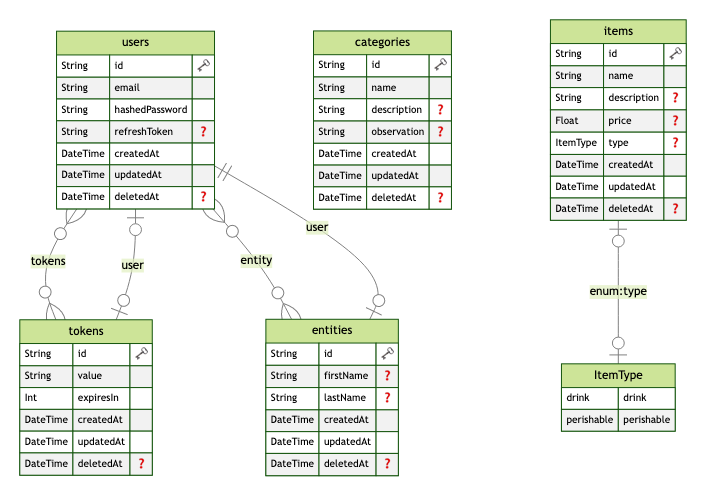 users
String id
String email
String hashedPassword
String refreshToken ?
DateTime createdAt
DateTime updatedAt
DateTime deletedAt ?
categories
String id
String name
String description ?
String observation ?
DateTime createdAt
DateTime updatedAt
DateTime deletedAt ?
items
String id
String name
String description ?
Float price ?
ItemType type ?
DateTime createdAt
DateTime updatedAt
DateTime deletedAt ?
tokens
user
entity
user
enum:type
tokens
String id
String value
Int expiresIn
DateTime createdAt
DateTime updatedAt
DateTime deletedAt ?
entities
String id
String firstName ?
String lastName ?
DateTime createdAt
DateTime updatedAt
DateTime deletedAt ?
ItemType
drink drink
perishable perishable